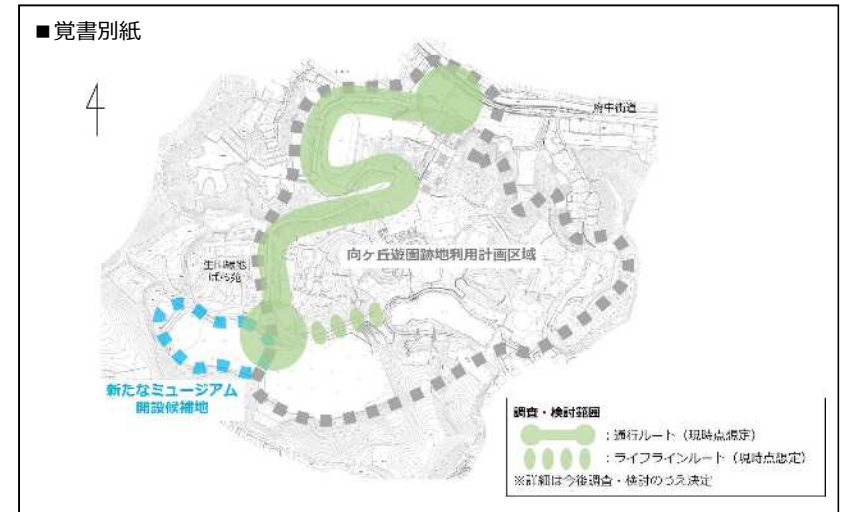 ■覚書別紙
府中街道
向ヶ丘遊園跡地利用計画区域
生田緑地
ばら苑
新たなミュージアム
開設候補地
調査・検討範囲
：通行ルート（現時点想定）
：ライフラインルート（現時点想定）
※詳細は今後調査・検討のうえ決定